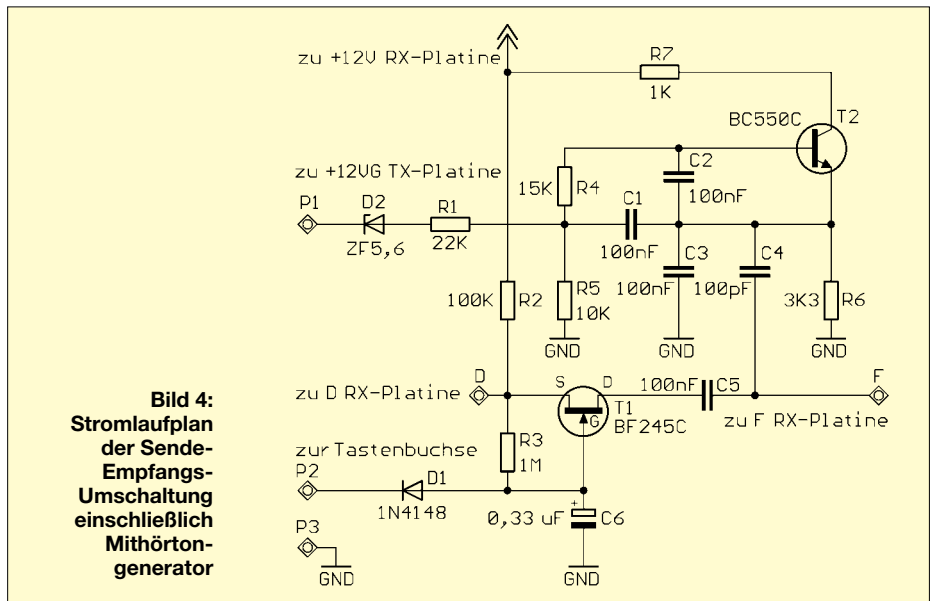 zu +12V RX-Platine
R7
1K
BC550C
T2
zu +12VG TX-Platine
P1
D2
ZF5,6
R1
22K
15K
R4
C2
100nF
C1
100nF
C3
100nF
C4
100pF
R5
10K
3K3
R6
GND
GND
GND
100K
R2
zu D RX-Platine
D
S
D
G
T1
BF245C
100nF
C5
F
zu F RX-Platine
R3
1M
zur Tastenbuchse
P2
D1
1N4148
0,33 uF
+
C6
P3
GND
GND
Bild 4:
Stromlaufplan
der Sende-
Empfangs-
Umschaltung
einschließlich
Mithörton-
generator